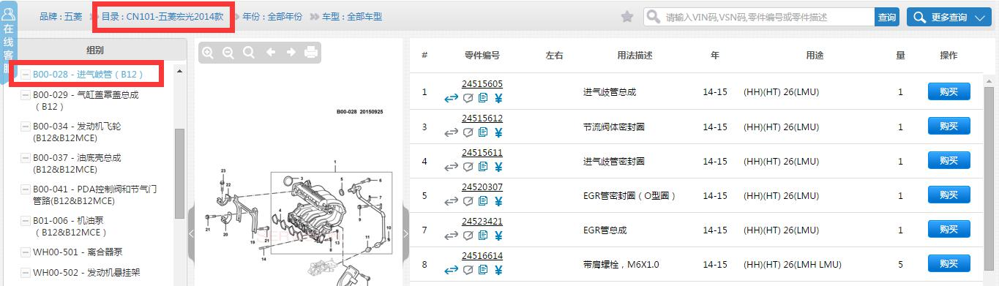 品牌 : 五菱 目录 : CN101-五菱宏光2014款 年份 : 全部年份 车型 : 全部车型
请输入VIN码,VSN码,零件编号或零件描述 查询 更多查询
在线客服
组别
B00-028 - 进气岐管（B12）
B00-029 - 气缸盖罩盖总成
（B12）
B00-034 - 发动机飞轮
(B12&B12MCE)
B00-037 - 油底壳总成
(B12&B12MCE)
B00-041 - PDA控制阀和节气门
管路(B12&B12MCE)
B01-006 - 机油泵
（B12&B12MCE）
WH00-501 - 离合器泵
WH00-502 - 发动机悬挂架
B00-028 20150925
1
23
22
3
5
6
7
9
4
21
20
19
18
8
13
11
10
14
# 零件编号 左右 用法描述 年 用途 量 操作
1 24515605 进气歧管总成 14-15 (HH)(HT) 26(LMU) 1 购买
3 24515612 节流阀体密封圈 14-15 (HH)(HT) 26(LMU) 1 购买
4 24515611 进气歧管密封圈 14-15 (HH)(HT) 26(LMU) 1 购买
5 24520307 EGR管密封圈（O型圈） 14-15 (HH)(HT) 26(LMU) 1 购买
7 24523421 EGR管总成 14-15 (HH)(HT) 26(LMU) 1 购买
8 24516614 带肩螺栓，M6X1.0 14-15 (HH)(HT) 26(LMH LMU) 5 购买